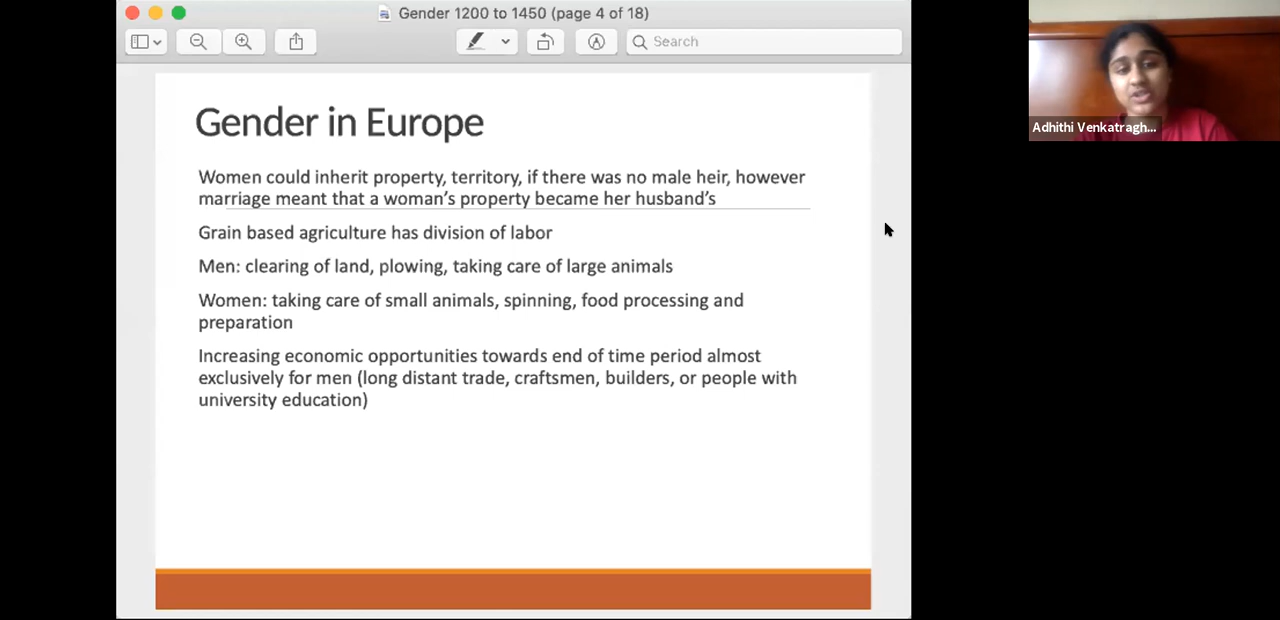 Gender 1200 to 1450 (page 4 of 18)
Search
Gender in Europe
Women could inherit property, territory, if there was no male heir, however
marriage meant that a woman’s property became her husband’s
Grain based agriculture has division of labor
Men: clearing of land, plowing, taking care of large animals
Women: taking care of small animals, spinning, food processing and
preparation
Increasing economic opportunities towards end of time period almost
exclusively for men (long distant trade, craftsmen, builders, or people with
university education)
Adhithi Venkatragh...